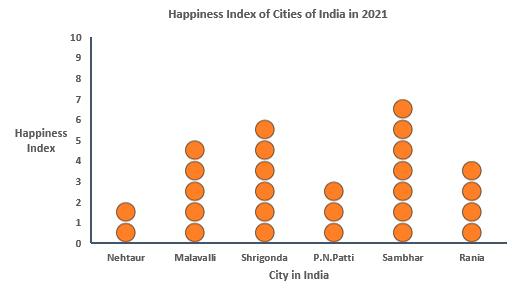 Happiness Index of Cities of India in 2021
10
9
8
7
6
5
4
3
2
1
0
Happiness
Index
Nehtaur Malavalli Shrigonda P.N.Patti Sambhar Rania
City in India